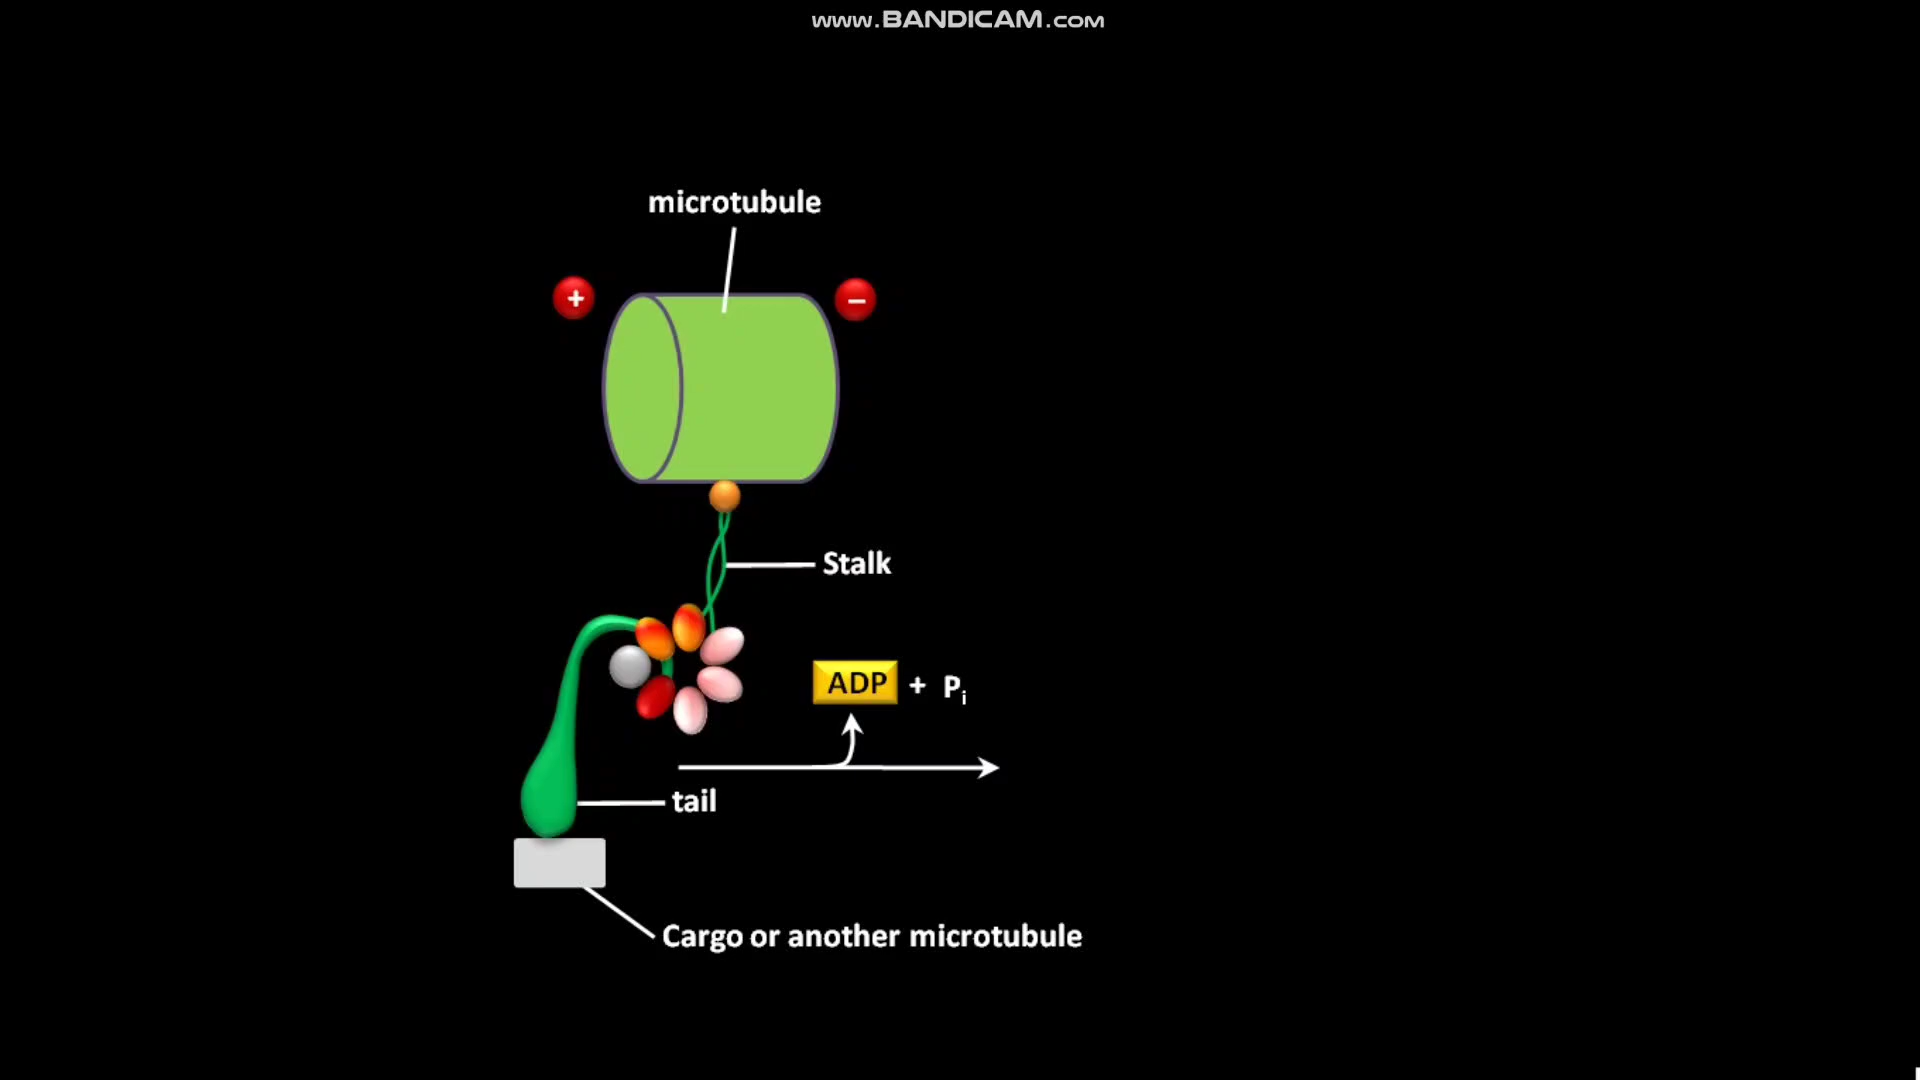 www.BANDICAM.com
microtubule
+
–
Stalk
ADP + Pi
tail
Cargo or another microtubule